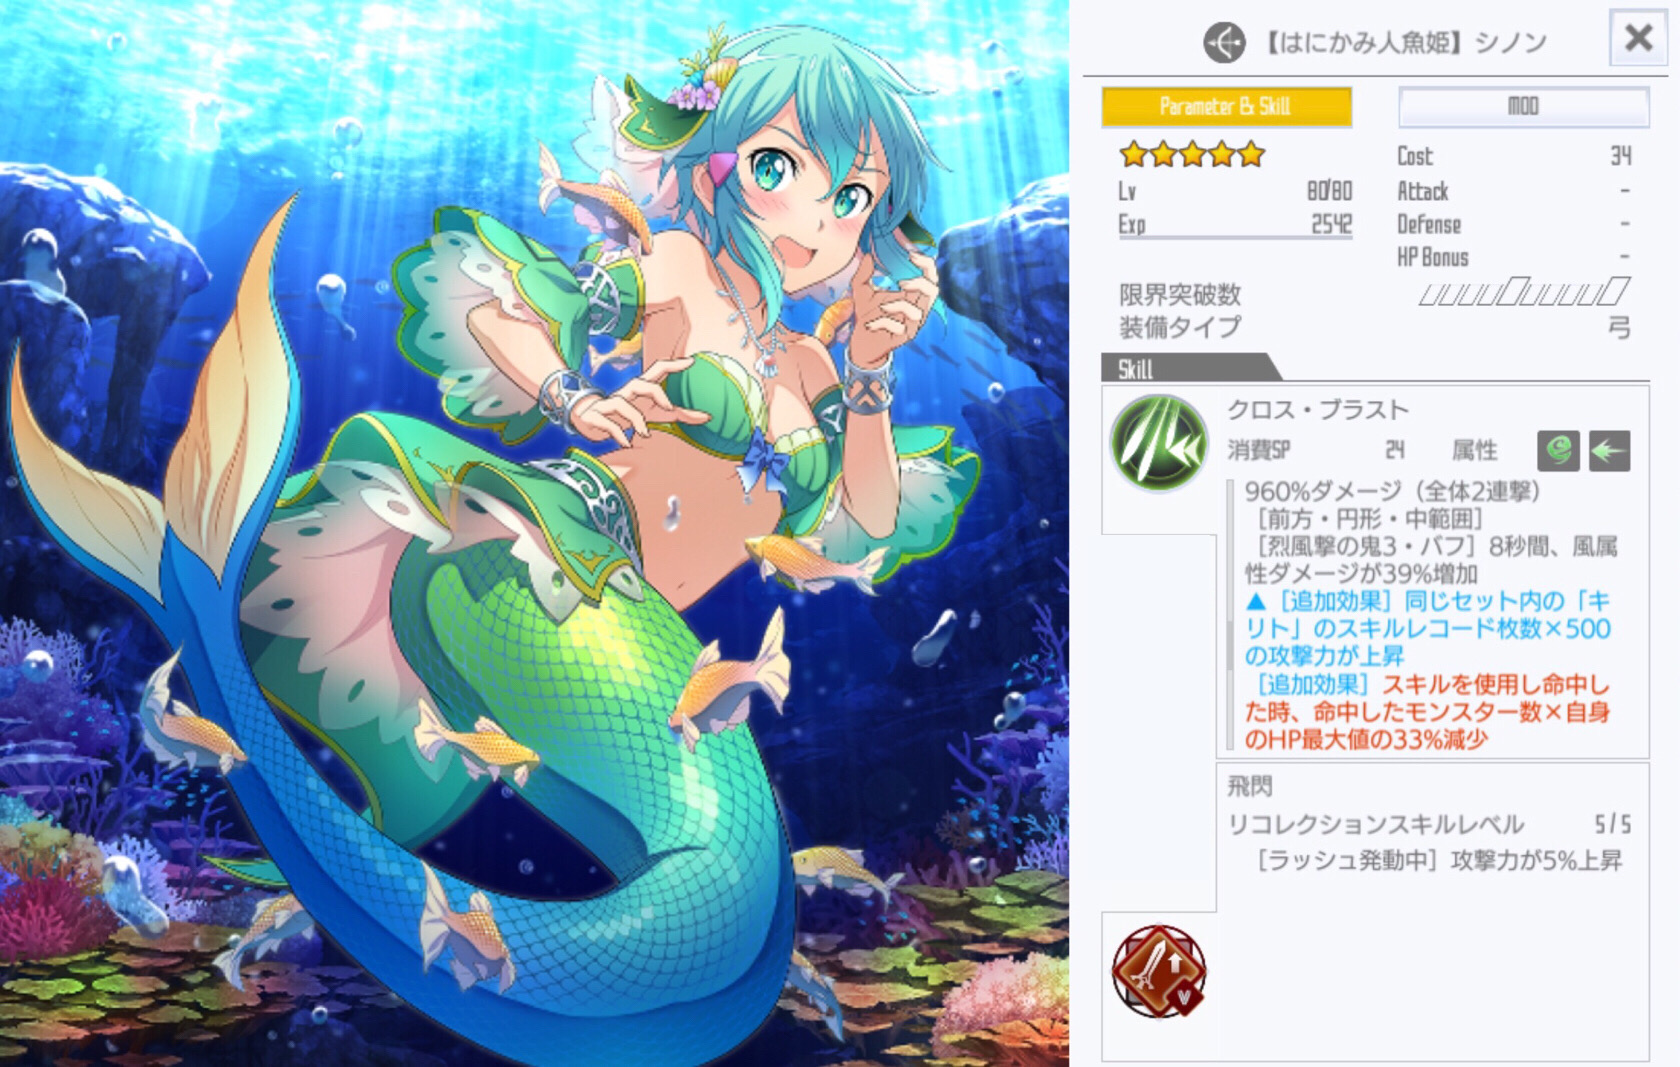 【はにかみ人魚姫】シノン
Parameter & Skill
MOD
Lv 80/80
Exp 2542
Cost 34
Attack -
Defense -
HP Bonus -
限界突破数
装備タイプ 弓
Skill
クロス・ブラスト
消費SP 24 属性
960%ダメージ（全体2連撃）
［前方・円形・中範囲］
［烈風撃の鬼3・バフ］8秒間、風属
性ダメージが39%増加
▲［追加効果］同じセット内の「キ
リト」のスキルレコード枚数×500
の攻撃力が上昇
［追加効果］スキルを使用し命中し
た時、命中したモンスター数×自身
のHP最大値の33%減少
飛閃
リコレクションスキルレベル 5/5
［ラッシュ発動中］攻撃力が5%上昇
V